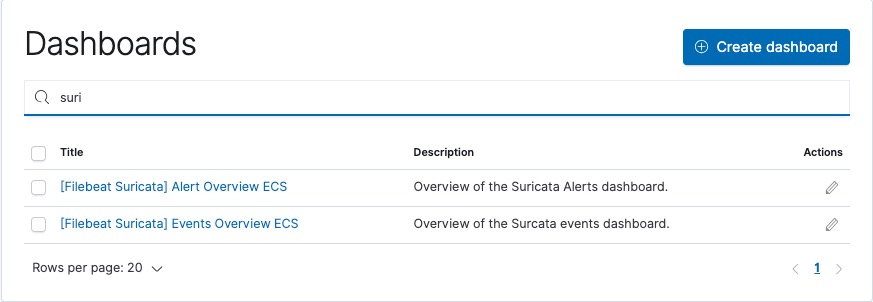 Dashboards
Create dashboard
suri
Title Description Actions
[Filebeat Suricata] Alert Overview ECS Overview of the Suricata Alerts dashboard.
[Filebeat Suricata] Events Overview ECS Overview of the Surcata events dashboard.
Rows per page: 20 1